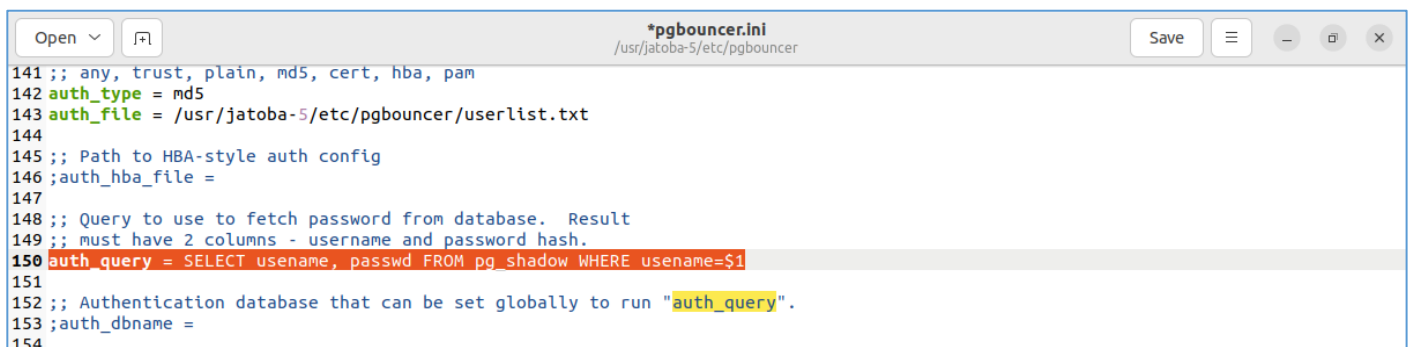 Open
*pgbouncer.ini
/usr/jatoba-5/etc/pgbouncer
Save
141 ;; any, trust, plain, md5, cert, hba, pam
142 auth_type = md5
143 auth_file = /usr/jatoba-5/etc/pgbouncer/userlist.txt
144
145 ;; Path to HBA-style auth config
146 ;auth_hba_file =
147
148 ;; Query to use to fetch password from database.  Result
149 ;; must have 2 columns - username and password hash.
150 auth_query = SELECT usename, passwd FROM pg_shadow WHERE usename=$1
151
152 ;; Authentication database that can be set globally to run "auth_query".
153 ;auth_dbname =
154